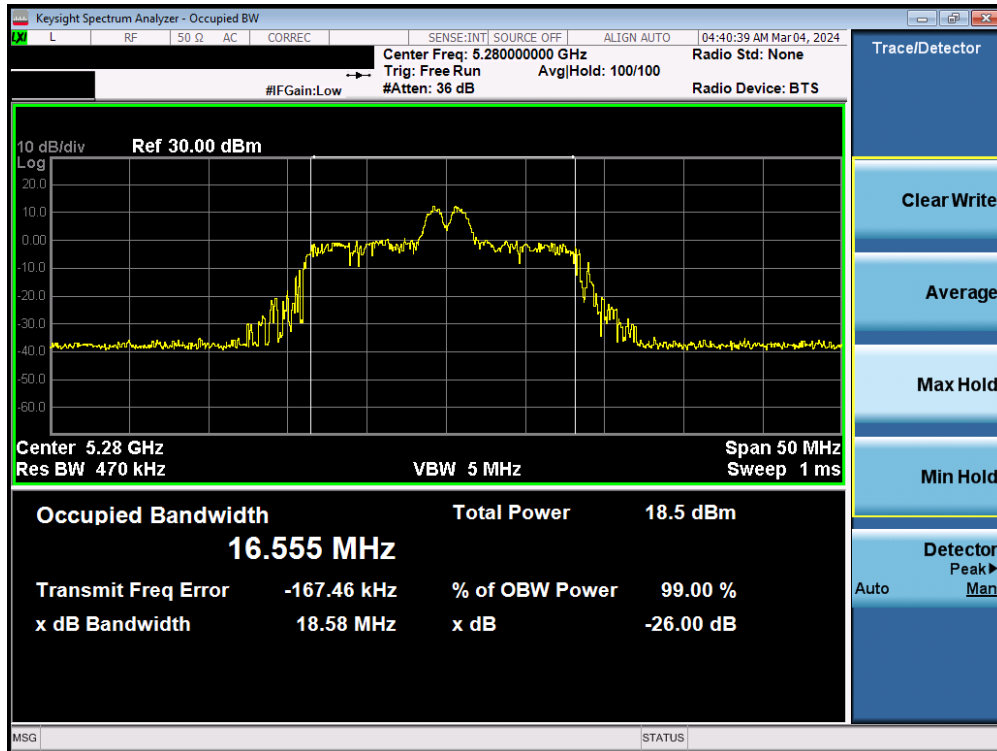 Keysight Spectrum Analyzer - Occupied BW
LXI L RF 50 Ω AC CORREC SENSE:INT SOURCE OFF ALIGN AUTO 04:40:39 AM Mar 04, 2024
Center Freq: 5.280000000 GHz Radio Std: None
Trig: Free Run Avg|Hold: 100/100
#IFGain:Low #Atten: 36 dB Radio Device: BTS
Trace/Detector
10 dB/div Ref 30.00 dBm
Log
20.0
10.0
0.00
-10.0
-20.0
-30.0
-40.0
-50.0
-60.0
Center 5.28 GHz Span 50 MHz
Res BW 470 kHz VBW 5 MHz Sweep 1 ms
Occupied Bandwidth Total Power 18.5 dBm
16.555 MHz
Transmit Freq Error -167.46 kHz % of OBW Power 99.00 %
x dB Bandwidth 18.58 MHz x dB -26.00 dB
Clear Write
Average
Max Hold
Min Hold
Detector
Peak▶
Auto Man
MSG STATUS